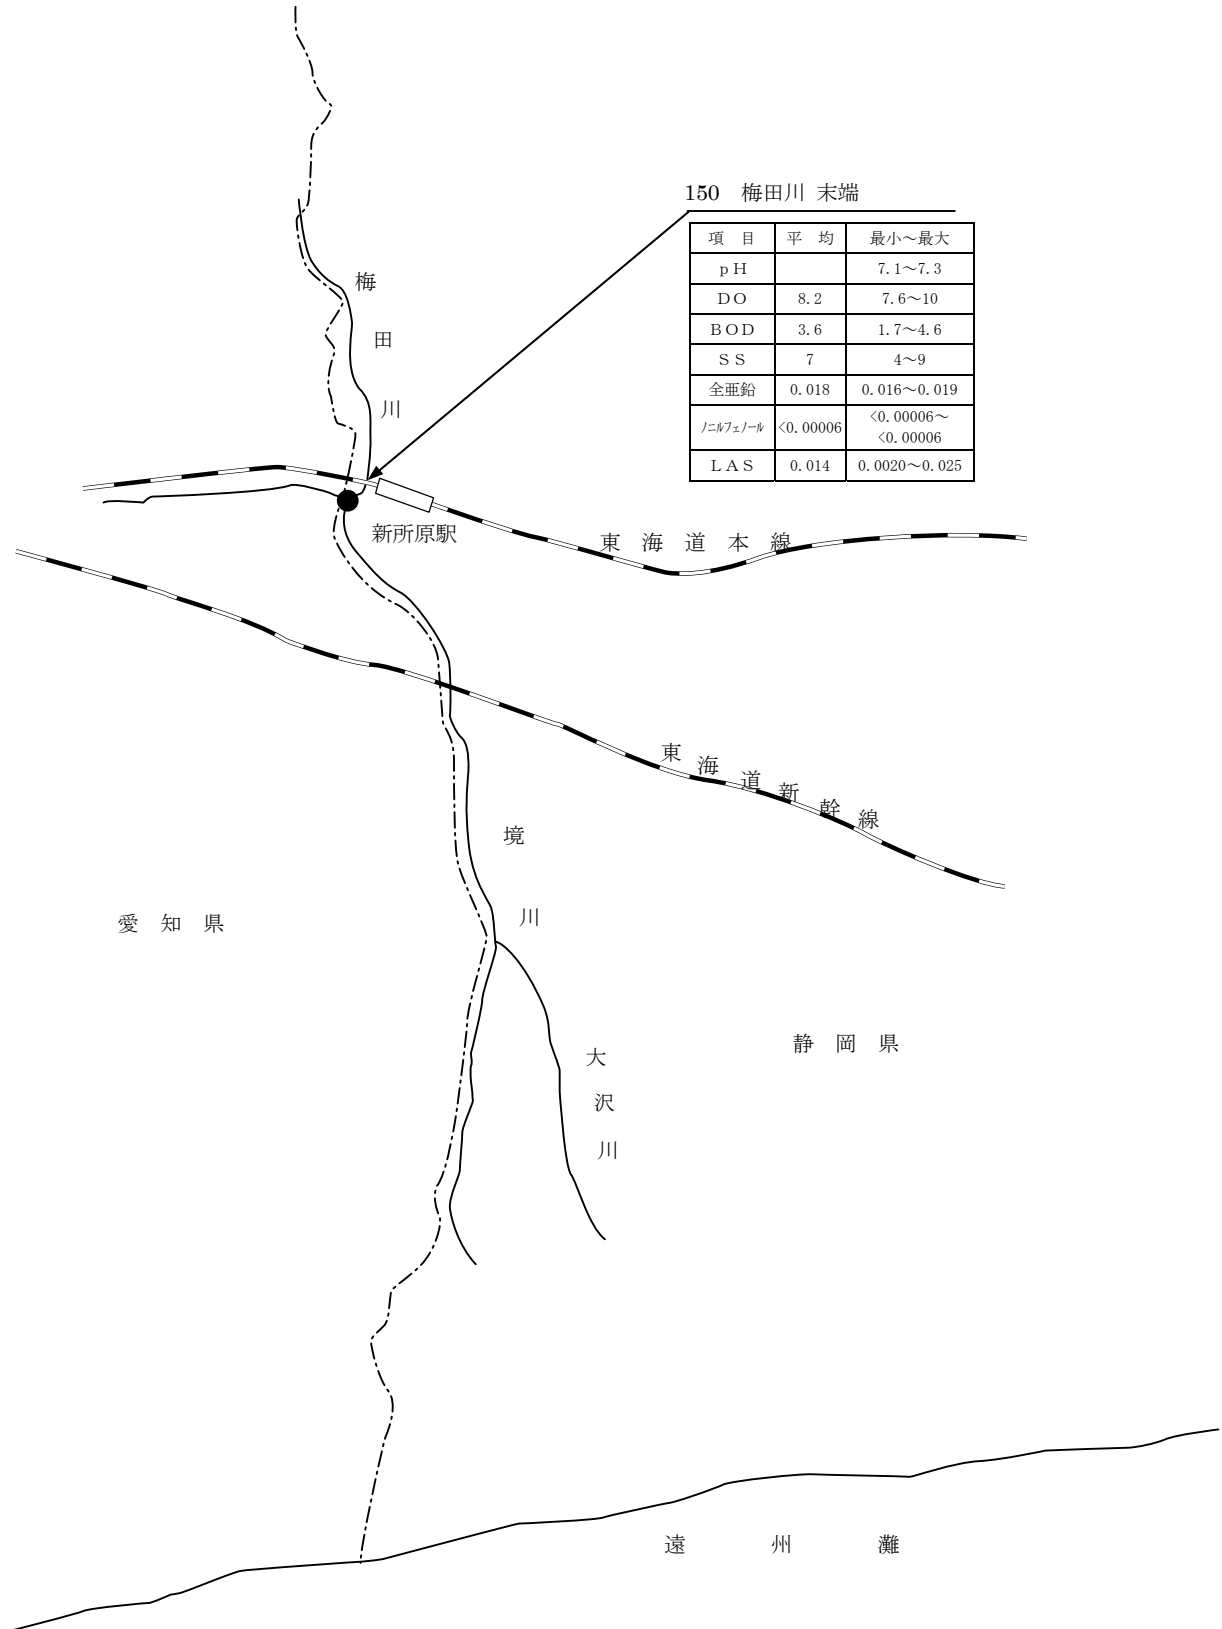 150　梅田川 末端
項　目　平　均　最小～最大
ｐＨ　7.1～7.3
ＤＯ　8.2　7.6～10
ＢＯＤ　3.6　1.7～4.6
ＳＳ　7　4～9
全亜鉛　0.018　0.016～0.019
ﾉﾆﾙﾌｪﾉｰﾙ　<0.00006　<0.00006～
<0.00006
ＬＡＳ　0.014　0.0020～0.025
梅
田
川
新所原駅
東　海　道　本　線
東　海　道　新　幹　線
境
川
愛　知　県
静　岡　県
大
沢
川
遠　州　灘